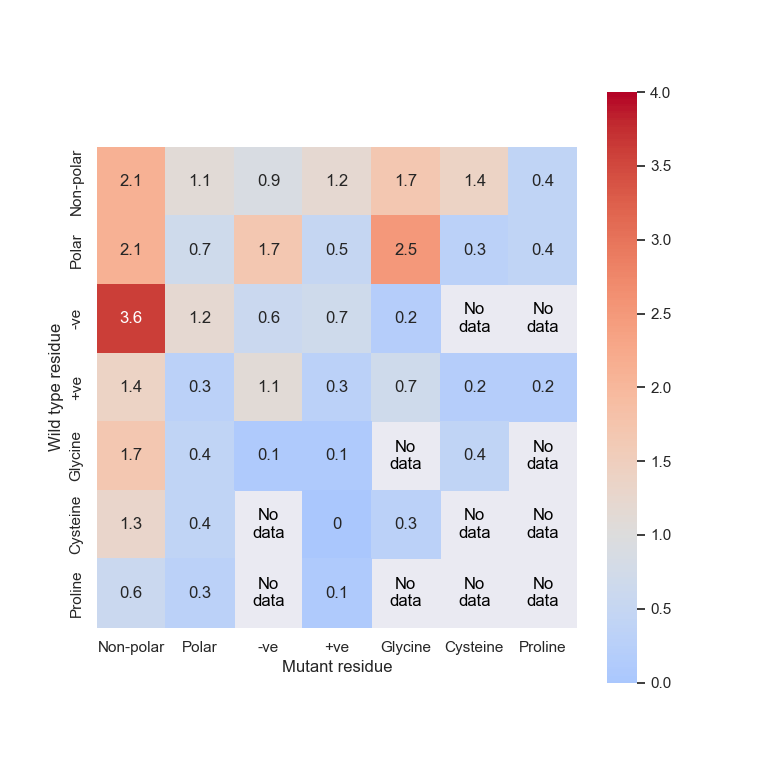 Non-polar 2.1 1.1 0.9 1.2 1.7 1.4 0.4
Polar 2.1 0.7 1.7 0.5 2.5 0.3 0.4
-ve 3.6 1.2 0.6 0.7 0.2 No data No data
+ve 1.4 0.3 1.1 0.3 0.7 0.2 0.2
Glycine 1.7 0.4 0.1 0.1 No data 0.4 No data
Cysteine 1.3 0.4 No data 0 0.3 No data No data
Proline 0.6 0.3 No data 0.1 No data No data No data
Wild type residue
Non-polar Polar -ve +ve Glycine Cysteine Proline
Mutant residue
4.0
3.5
3.0
2.5
2.0
1.5
1.0
0.5
0.0